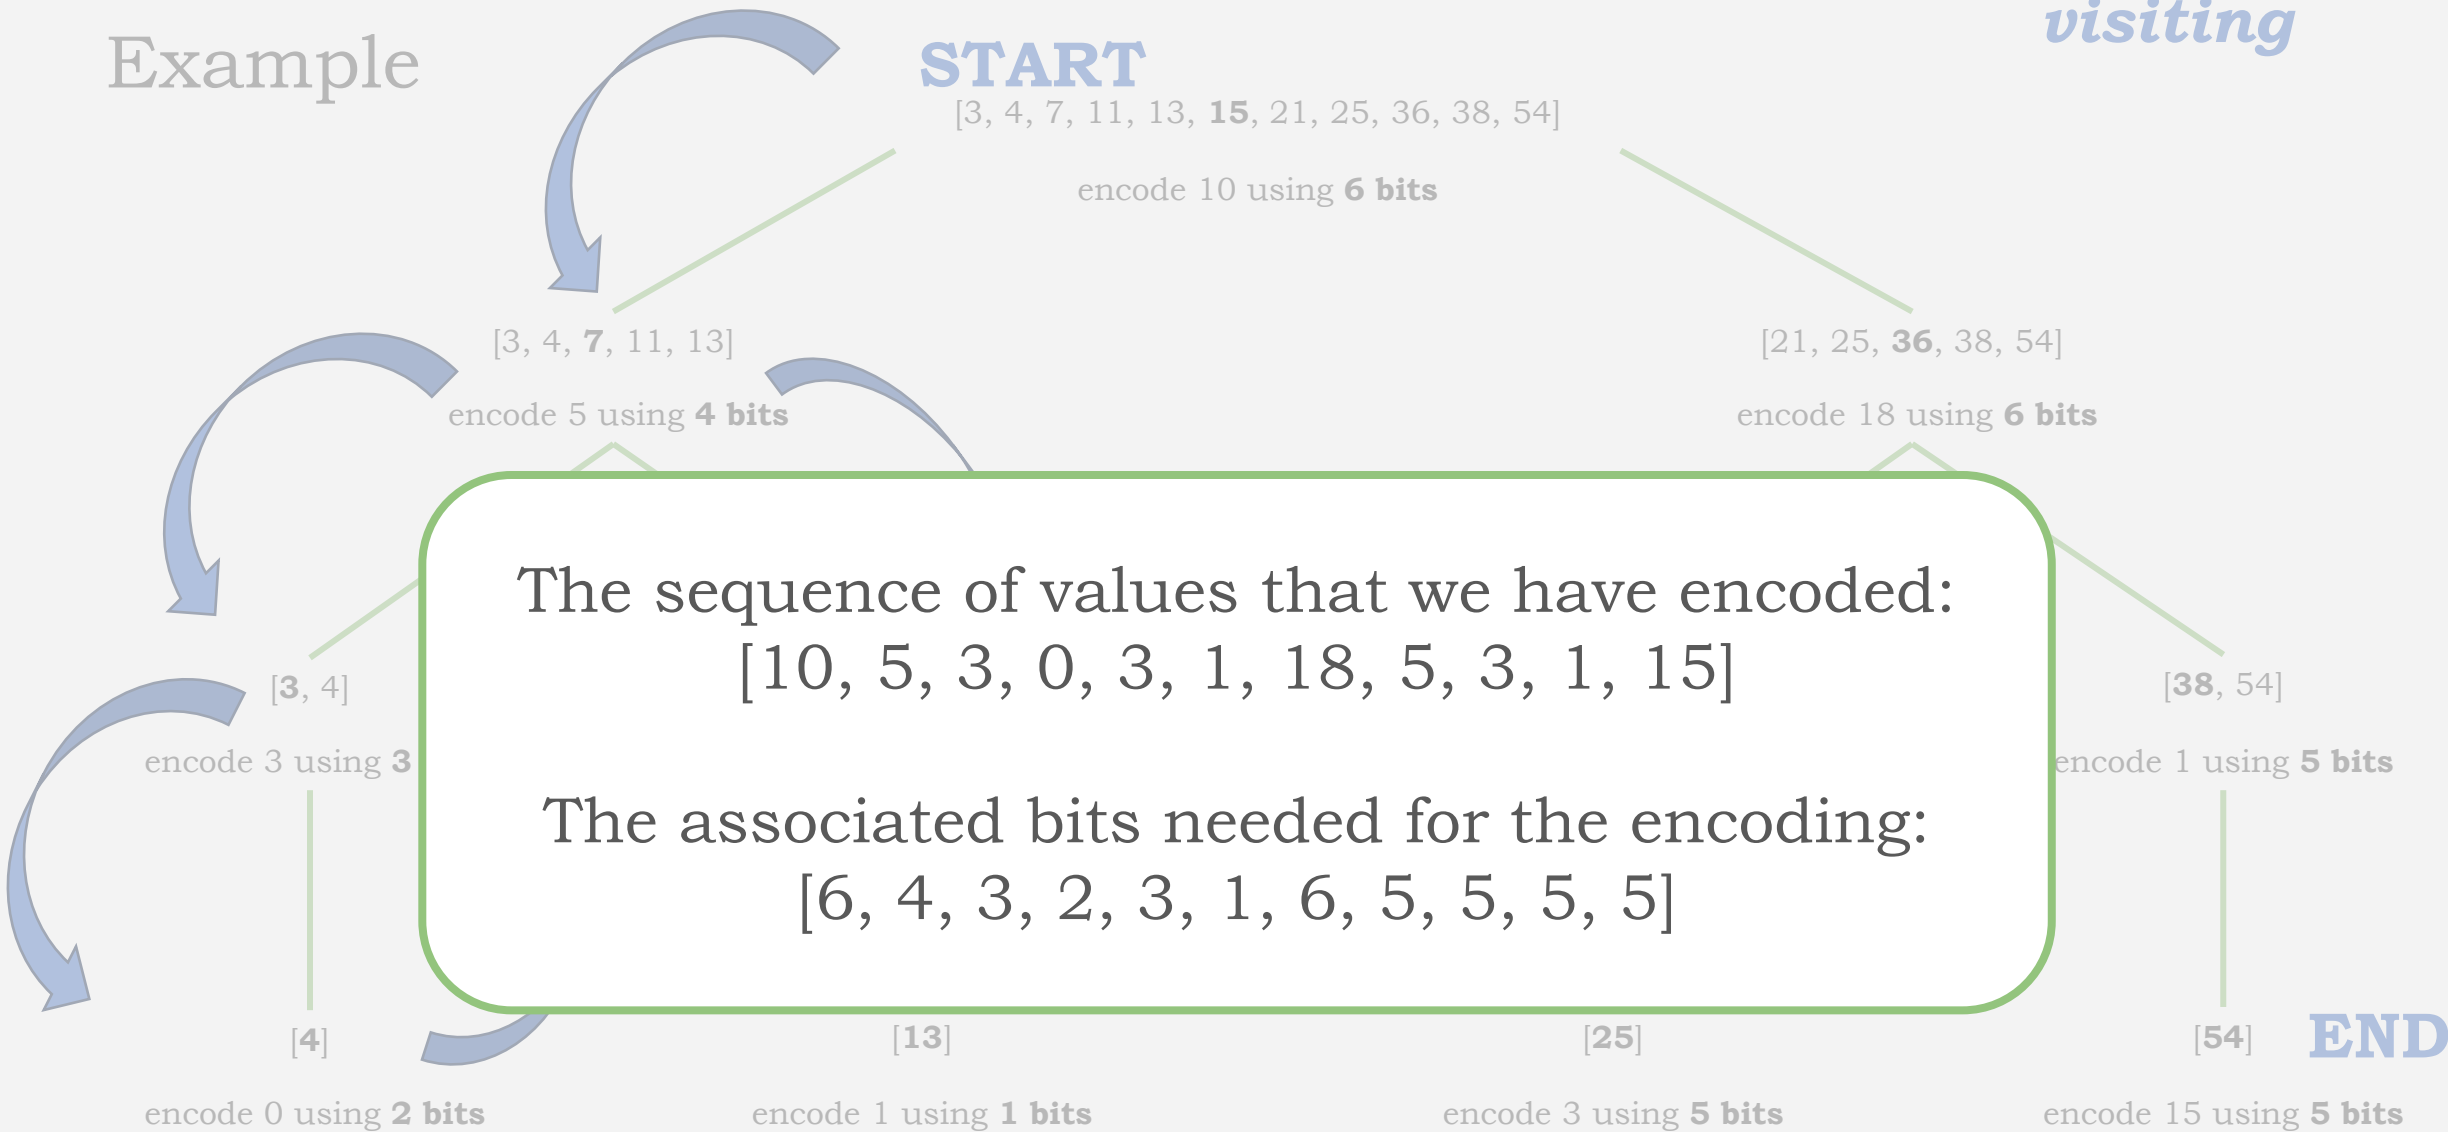 visiting
Example
START
[3, 4, 7, 11, 13, 15, 21, 25, 36, 38, 54]
encode 10 using 6 bits
[3, 4, 7, 11, 13]
[21, 25, 36, 38, 54]
encode 5 using 4 bits
encode 18 using 6 bits
The sequence of values that we have encoded:
[10, 5, 3, 0, 3, 1, 18, 5, 3, 1, 15]
[3, 4]
[38, 54]
encode 3 using 3
encode 1 using 5 bits
The associated bits needed for the encoding:
[6, 4, 3, 2, 3, 1, 6, 5, 5, 5, 5]
[4]
[13]
[25]
[54]
END
encode 0 using 2 bits
encode 1 using 1 bits
encode 3 using 5 bits
encode 15 using 5 bits